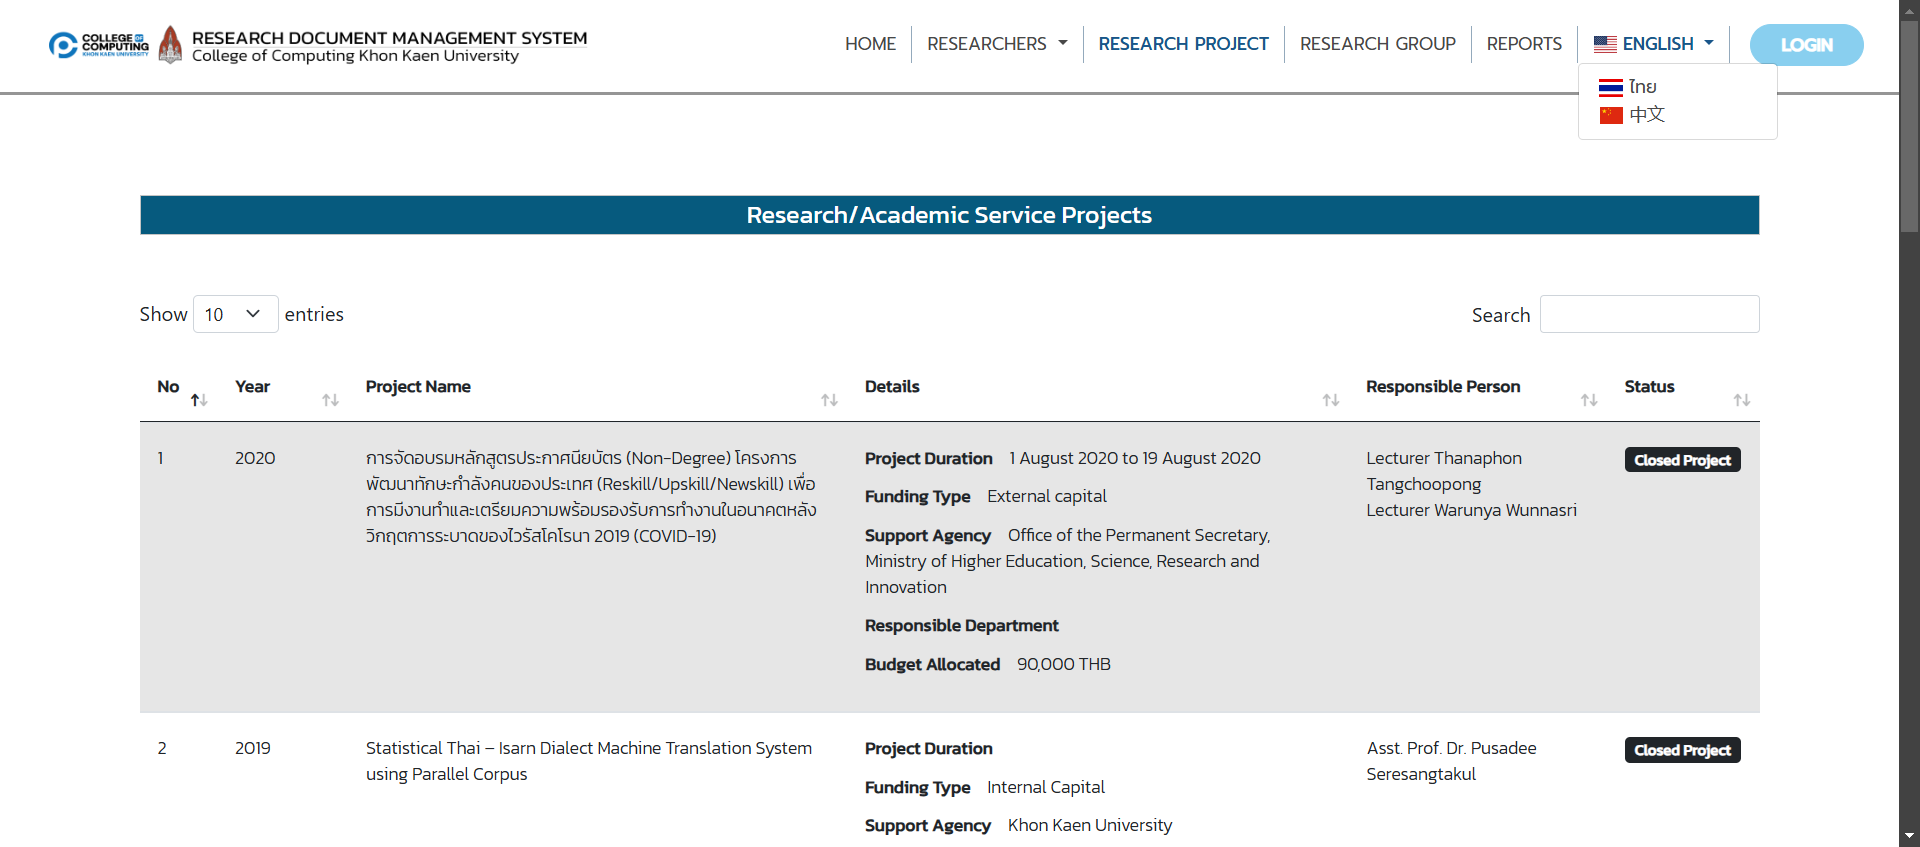 COLLEGE OF
COMPUTING
KHON KAEN UNIVERSITY
RESEARCH DOCUMENT MANAGEMENT SYSTEM
College of Computing Khon Kaen University
HOME
RESEARCHERS
RESEARCH PROJECT
RESEARCH GROUP
REPORTS
ENGLISH
LOGIN
ไทย
中文
Research/Academic Service Projects
Show 10 entries
Search
No Year Project Name Details Responsible Person Status
1
2020
การจัดอบรมหลักสูตรประกาศนียบัตร (Non-Degree) โครงการ
พัฒนาทักษะกำลังคนของประเทศ (Reskill/Upskill/Newskill) เพื่อ
การมีงานทำและเตรียมความพร้อมรองรับการทำงานในอนาคตหลัง
วิกฤตการระบาดของไวรัสโคโรนา 2019 (COVID-19)
Project Duration 1 August 2020 to 19 August 2020
Funding Type External capital
Support Agency Office of the Permanent Secretary,
Ministry of Higher Education, Science, Research and
Innovation
Responsible Department
Budget Allocated 90,000 THB
Lecturer Thanaphon
Tangchoopong
Lecturer Warunya Wunnasri
Closed Project
2
2019
Statistical Thai – Isarn Dialect Machine Translation System
using Parallel Corpus
Project Duration
Funding Type Internal Capital
Support Agency Khon Kaen University
Asst. Prof. Dr. Pusadee
Seresangtakul
Closed Project